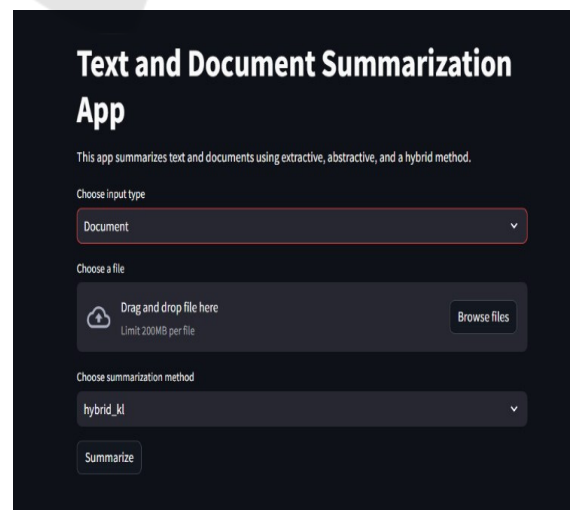 Text and Document Summarization
App
This app summarizes text and documents using extractive, abstractive, and a hybrid method.
Choose input type
Document
Choose a file
Drag and drop file here
Limit 200MB per file
Browse files
Choose summarization method
hybrid_kl
Summarize